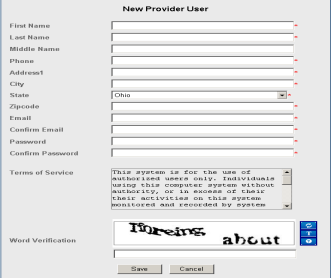 New Provider User
First Name *
Last Name *
Middle Name
Phone *
Address1 *
City *
State Ohio *
Zipcode *
Email *
Confirm Email *
Password *
Confirm Password *
Terms of Service
This system is for the use of
authorized users only. Individuals
using this computer system without
authority, or in excess of their
their activities on this system
monitored and recorded by system
about
Word Verification
Save Cancel